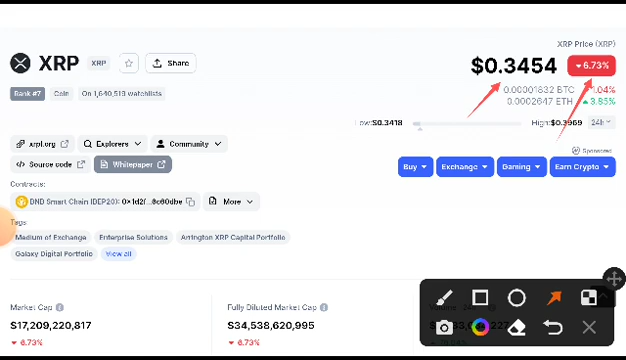 XRP Price (XRP)
XRP XRP Share
$0.3454 6.73%
Rank #7 Coin On 1,640,519 watchlists
0.00001832 BTC 1.04%
0.0002647 ETH 3.85%
Low: $0.3418 High: $0.3969 24h
Sponsored
xrpl.org Explorers Community
Buy Exchange Gaming Earn Crypto
Source code Whitepaper
Contracts:
More
Tags
Medium of Exchange Enterprise Solutions Arrington XRP Capital Portfolio
Galaxy Digital Portfolio View all
Market Cap Fully Diluted Market Cap
$17,209,220,817 $34,538,620,995
6.73% 6.73%